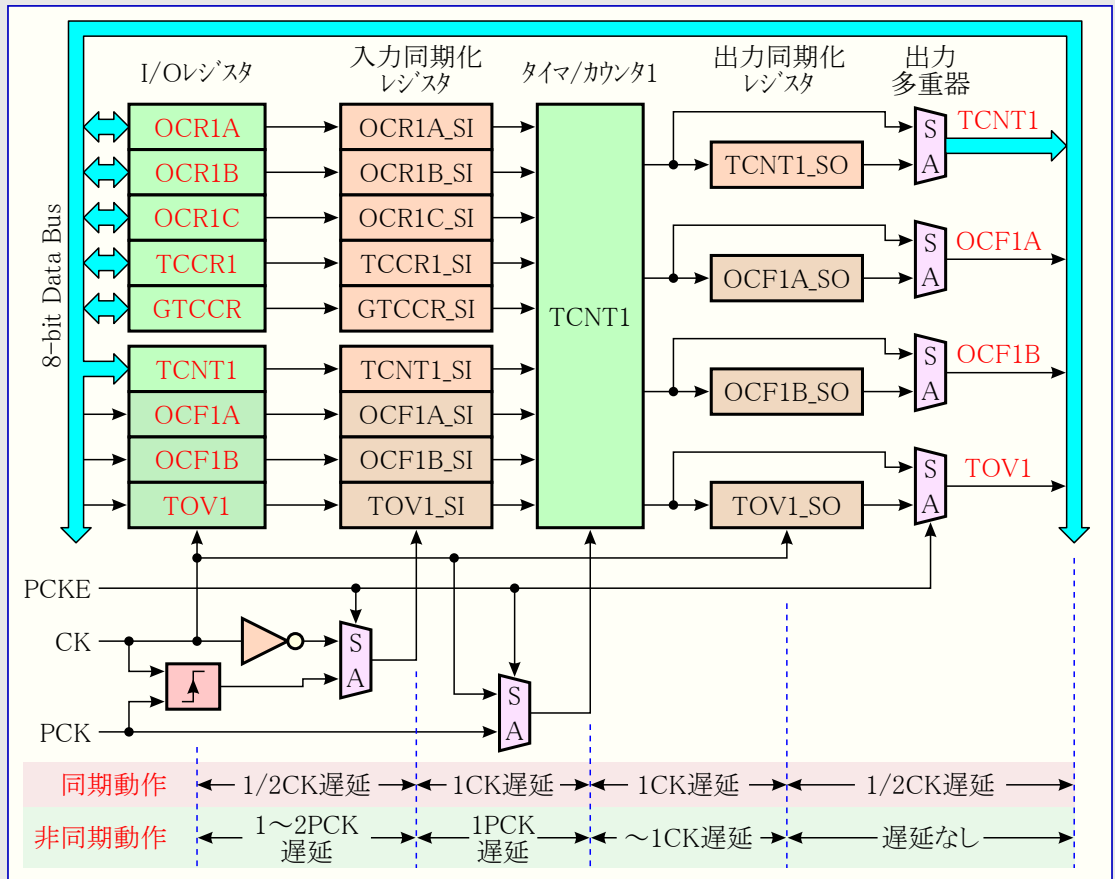 I/Oレジスタ
入力同期化
レジスタ
タイマ/カウンタ1
出力同期化
レジスタ
出力
多重器
8-bit Data Bus
OCR1A
OCR1B
OCR1C
TCCR1
GTCCR
TCNT1
OCF1A
OCF1B
TOV1
OCR1A_SI
OCR1B_SI
OCR1C_SI
TCCR1_SI
GTCCR_SI
TCNT1_SI
OCF1A_SI
OCF1B_SI
TOV1_SI
TCNT1
TCNT1_SO
OCF1A_SO
OCF1B_SO
TOV1_SO
S
A
TCNT1
S
A
OCF1A
S
A
OCF1B
S
A
TOV1
PCKE
CK
PCK
S
A
S
A
同期動作
1/2CK遅延
1CK遅延
1CK遅延
1/2CK遅延
非同期動作
1～2PCK
遅延
1PCK
遅延
～1CK遅延
遅延なし